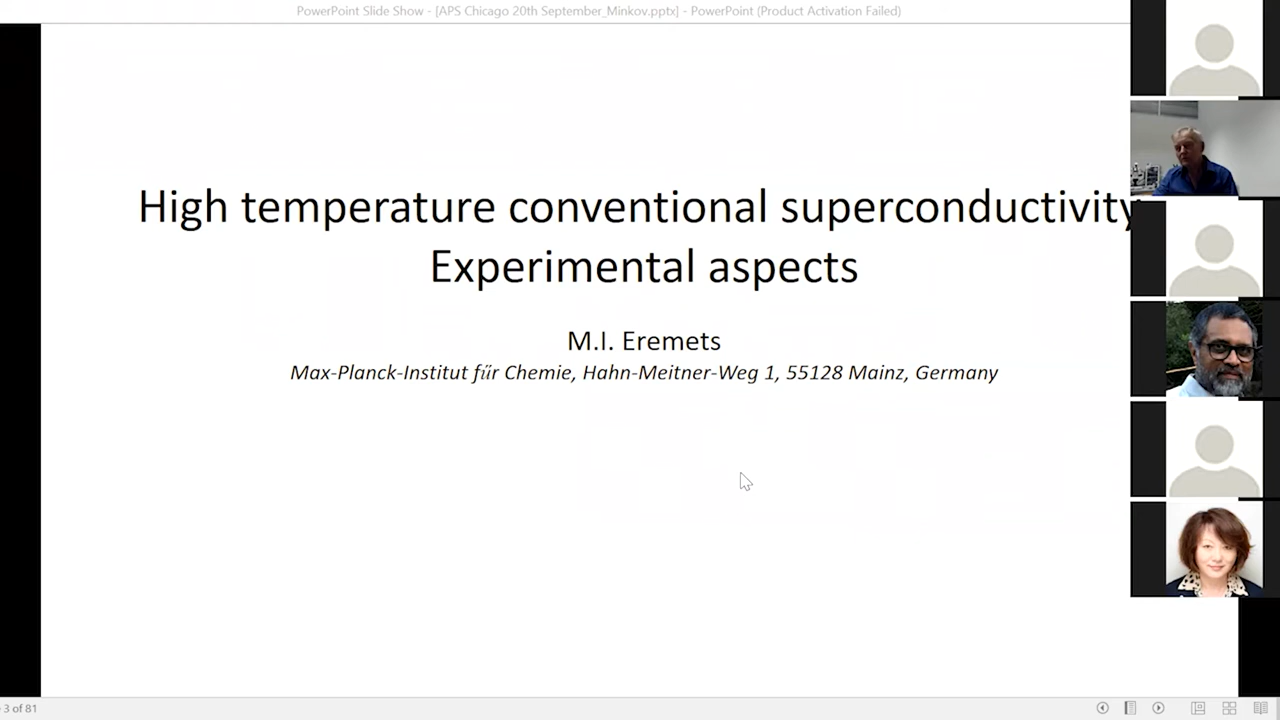 PowerPoint Slide Show - [APS Chicago 20th September_Minkov.pptx] - PowerPoint (Product Activation Failed)
High temperature conventional superconductivity
Experimental aspects
M.I. Eremets
Max-Planck-Institut fűr Chemie, Hahn-Meitner-Weg 1, 55128 Mainz, Germany
3 of 81